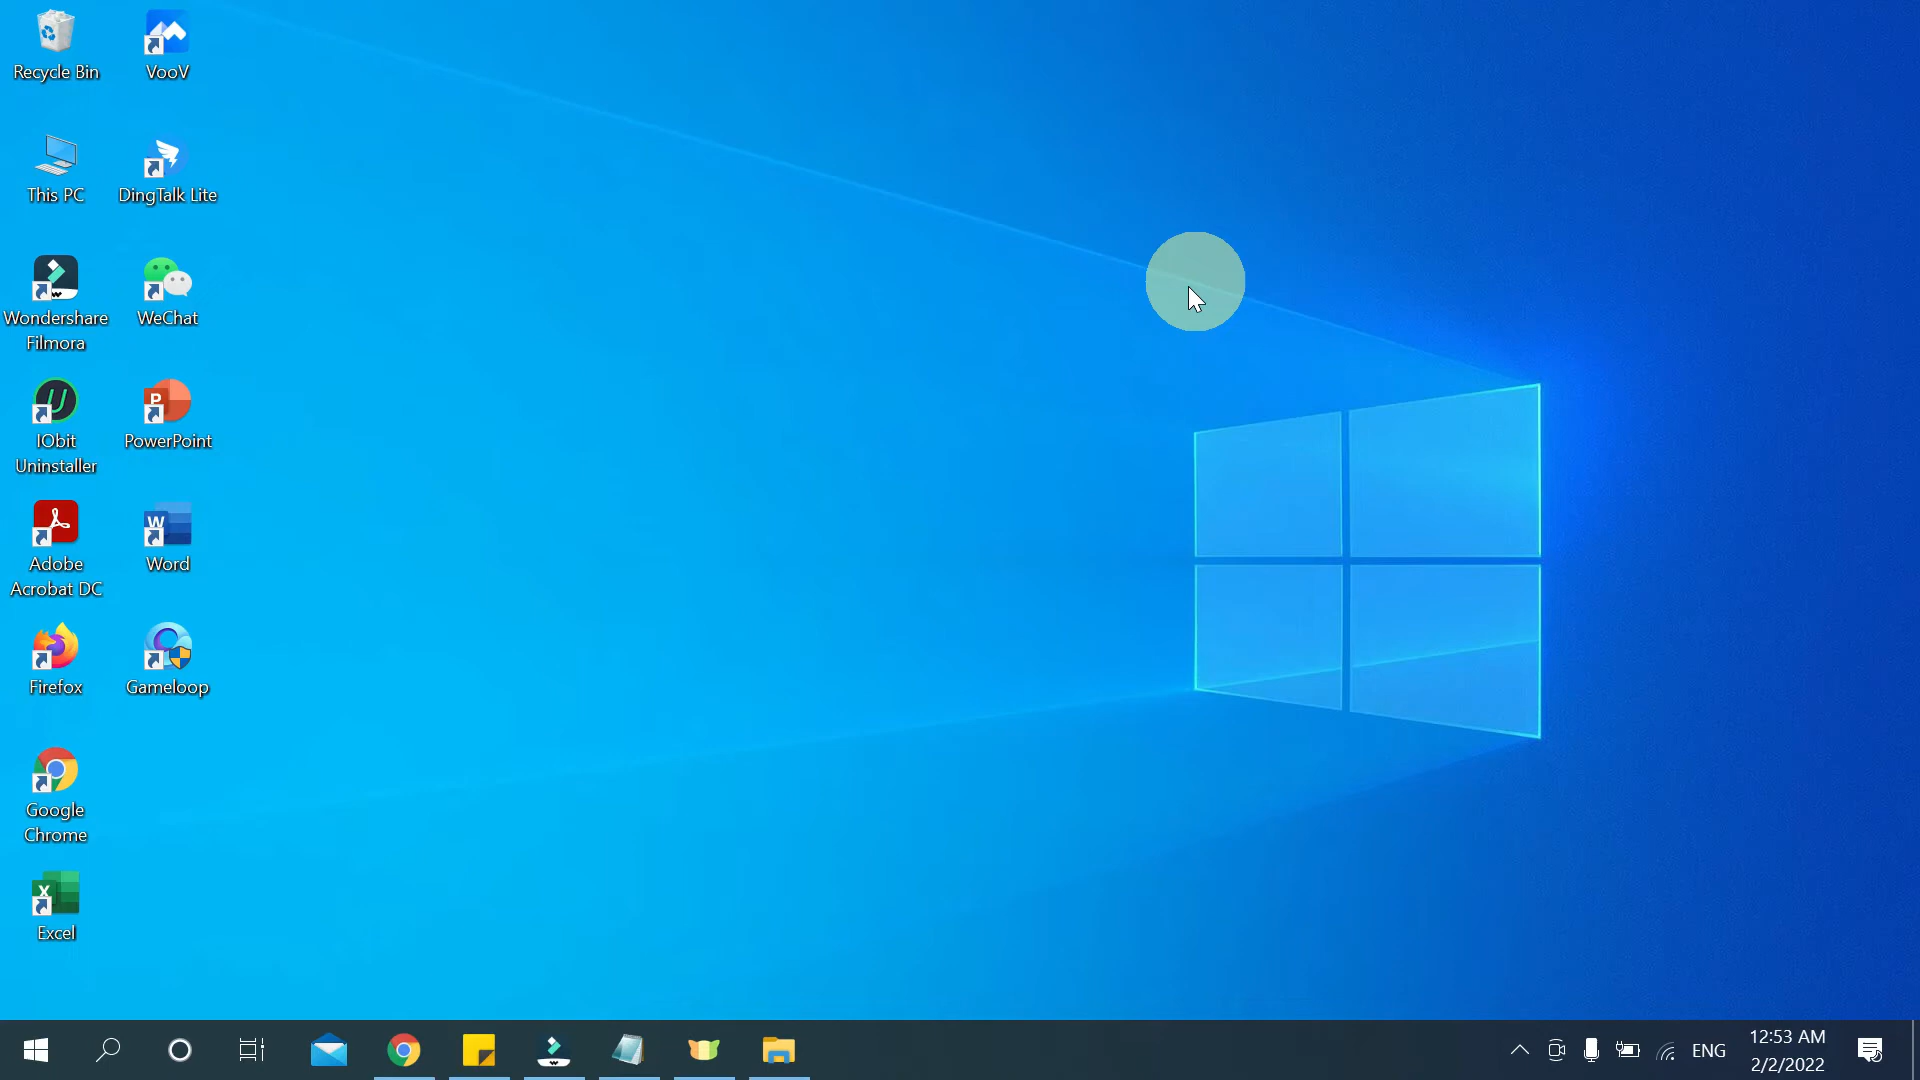 Recycle Bin
VooV
This PC
DingTalk Lite
Wondershare
Filmora
WeChat
IObit
Uninstaller
P
PowerPoint
Adobe
Acrobat DC
W
Word
Firefox
Gameloop
Google
Chrome
X
Excel
ENG
12:53 AM
2/2/2022